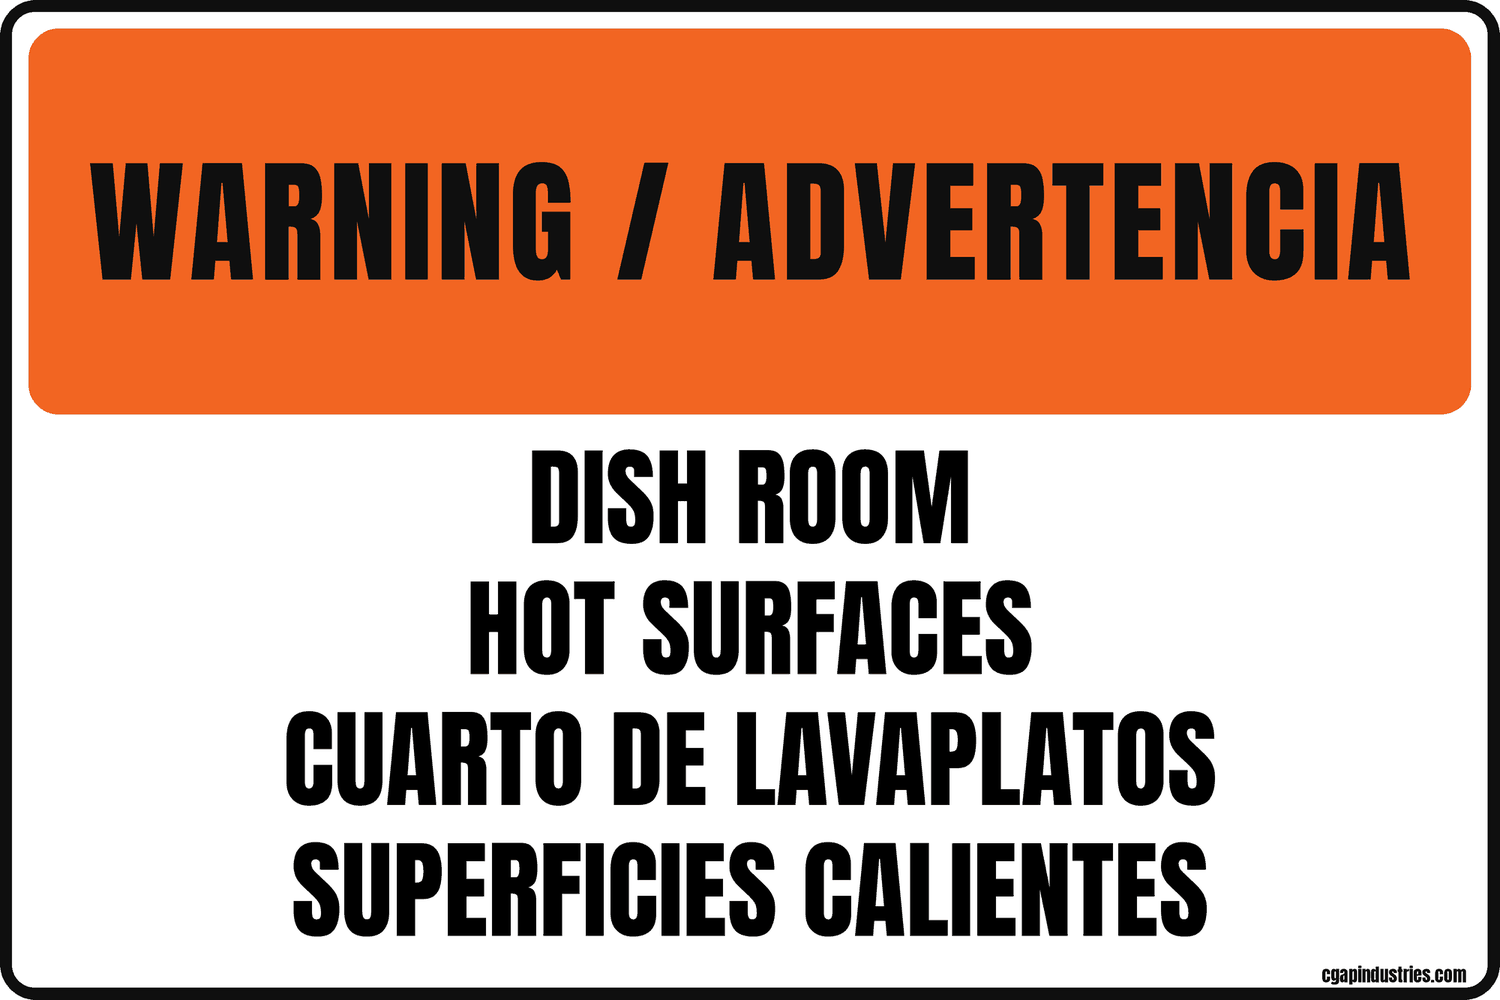 WARNING / ADVERTENCIA
DISH ROOM
HOT SURFACES
CUARTO DE LAVAPLATOS
SUPERFICIES CALIENTES
cgapindustries.com